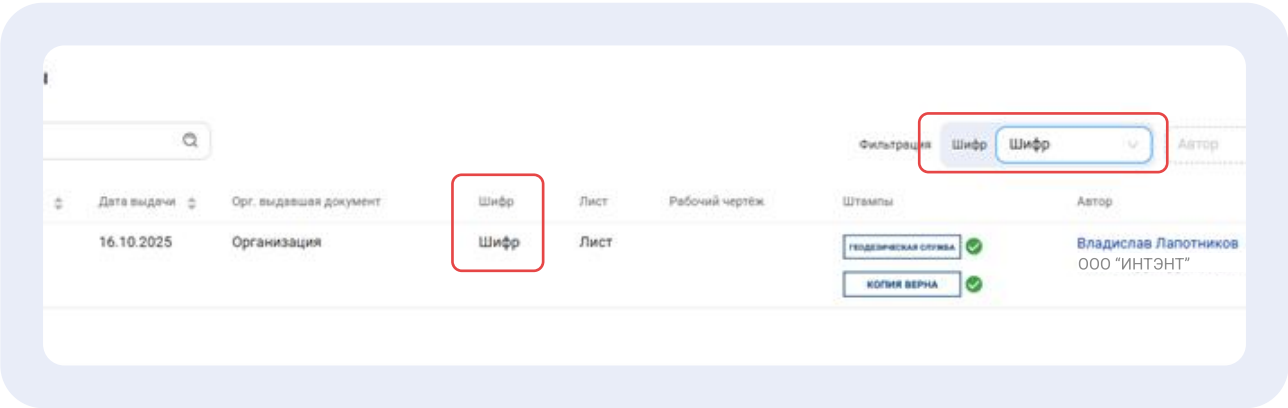 Фильтрация Шифр Шифр Автор
Дата выдачи Орг. выдавшая документ Шифр Лист Рабочий чертёж Штампы Автор
16.10.2025 Организация Шифр Лист ГЕОДЕЗИЧЕСКАЯ СЛУЖБА Владислав Лапотников
ООО "ИНТЭНТ"
КОПИЯ ВЕРНА